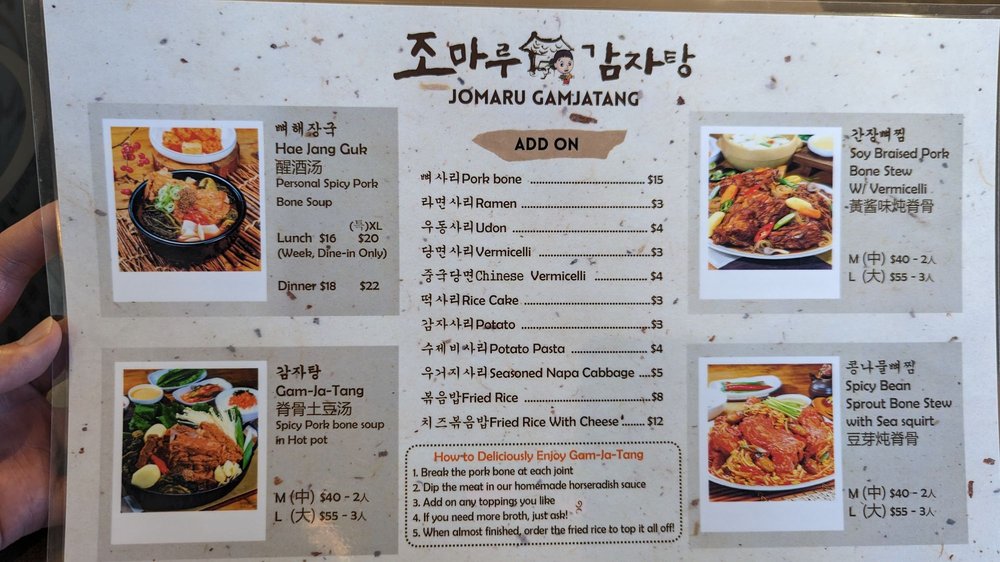 조마루 감자탕
JOMARU GAMJATANG
뼈해장국
Hae Jang Guk
醒酒汤
Personal Spicy Pork
Bone Soup
(특)XL
Lunch $16 $20
(Week, Dine-in Only)
Dinner $18 $22
감자탕
Gam-Ja-Tang
脊骨土豆汤
Spicy Pork bone soup
in Hot pot
M (中) $40 - 2人
L (大) $55 - 3人
ADD ON
뼈사리Pork bone ........................ $15
라면사리Ramen ........................ $3
우동사리Udon ........................ $4
당면사리Vermicelli ........................ $3
중국당면Chinese Vermicelli ............ $4
떡사리Rice Cake ........................ $3
감자사리Potato ........................ $3
수제비사리Potato Pasta ................ $4
우거지사리Seasoned Napa Cabbage ....$5
볶음밥Fried Rice ........................ $8
치즈볶음밥Fried Rice With Cheese....... $12
How to Deliciously Enjoy Gam-Ja-Tang
1. Break the pork bone at each joint
2. Dip the meat in our homemade horseradish sauce
3. Add on any toppings you like
4. If you need more broth, just ask!
5. When almost finished, order the fried rice to top it all off!
간장뼈찜
Soy Braised Pork
Bone Stew
W/ Vermicelli
黃酱味炖脊骨
M (中) $40 - 2人
L (大) $55 - 3人
콩나물뼈찜
Spicy Bean
Sprout Bone Stew
with Sea squirt
豆芽炖脊骨
M (中) $40 - 2人
L (大) $55 - 3人